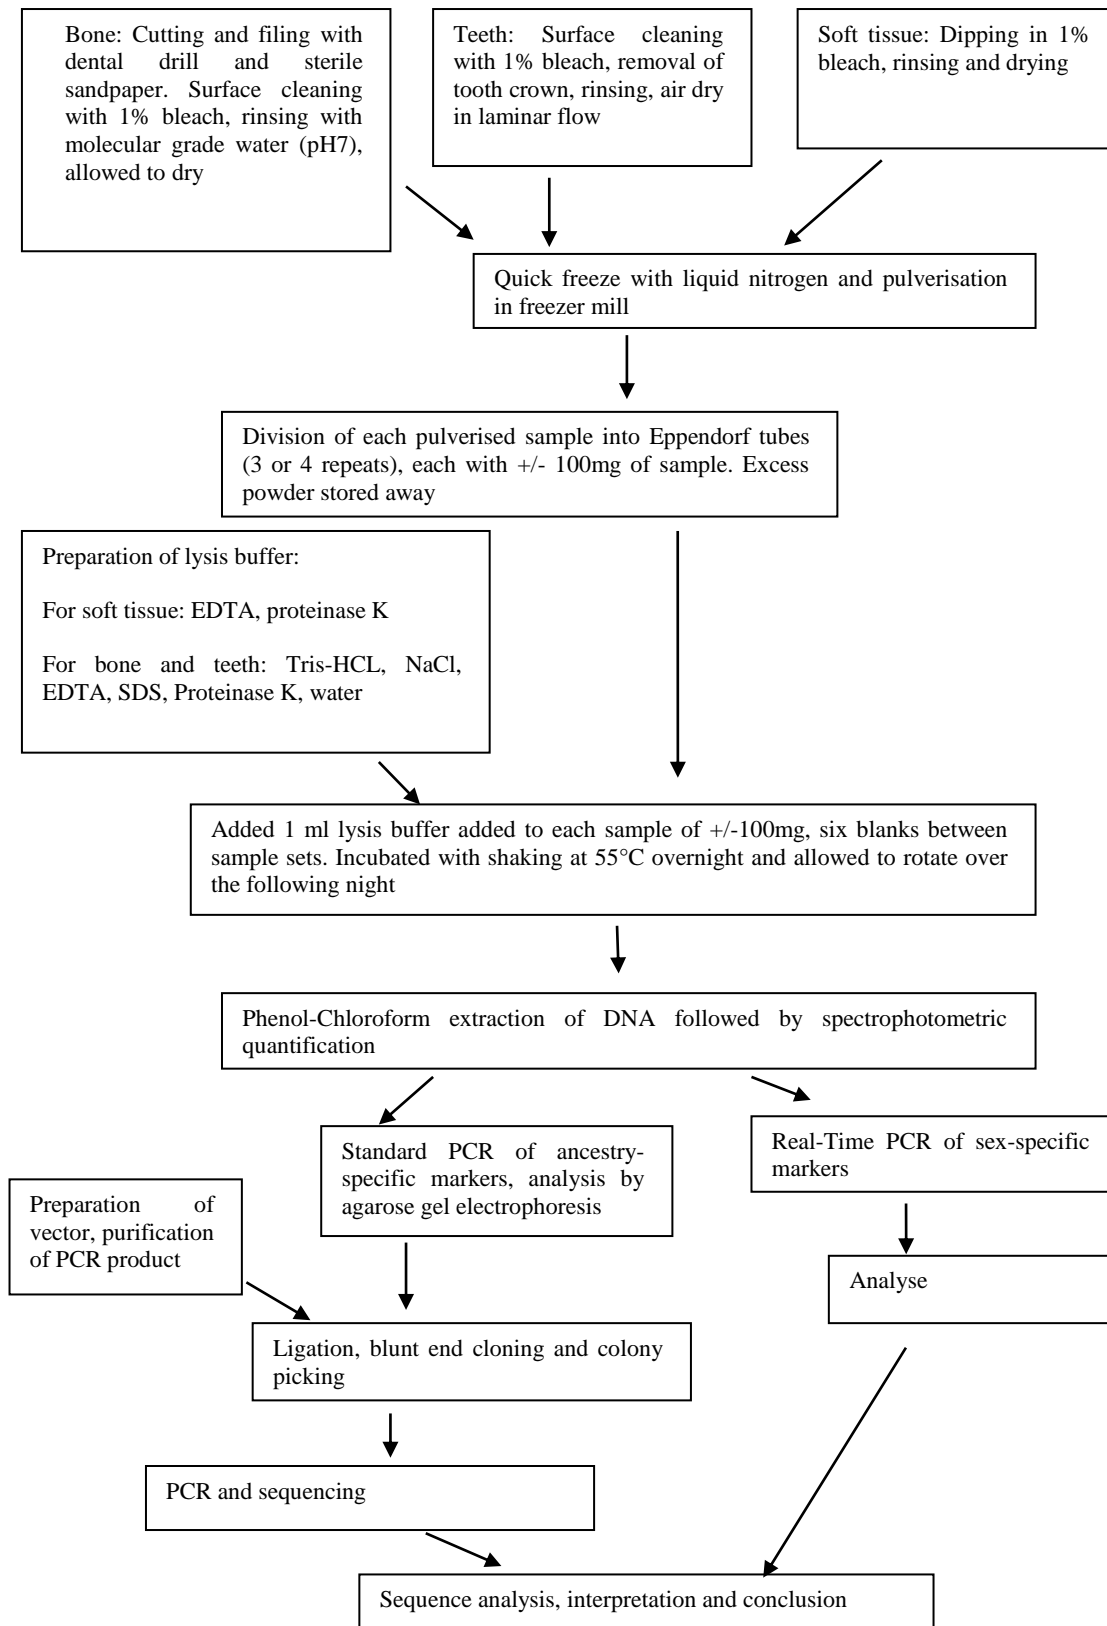 Bone: Cutting and filing with
dental drill and sterile
sandpaper. Surface cleaning
with 1% bleach, rinsing with
molecular grade water (pH7),
allowed to dry
Teeth: Surface cleaning
with 1% bleach, removal of
tooth crown, rinsing, air dry
in laminar flow
Soft tissue: Dipping in 1%
bleach, rinsing and drying
Quick freeze with liquid nitrogen and pulverisation
in freezer mill
Division of each pulverised sample into Eppendorf tubes
(3 or 4 repeats), each with +/- 100mg of sample. Excess
powder stored away
Preparation of lysis buffer:
For soft tissue: EDTA, proteinase K
For bone and teeth: Tris-HCL, NaCl,
EDTA, SDS, Proteinase K, water
Added 1 ml lysis buffer added to each sample of +/-100mg, six blanks between
sample sets. Incubated with shaking at 55°C overnight and allowed to rotate over
the following night
Phenol-Chloroform extraction of DNA followed by spectrophotometric
quantification
Standard PCR of ancestry-
specific markers, analysis by
agarose gel electrophoresis
Real-Time PCR of sex-specific
markers
Preparation of
vector, purification
of PCR product
Analyse
Ligation, blunt end cloning and colony
picking
PCR and sequencing
Sequence analysis, interpretation and conclusion